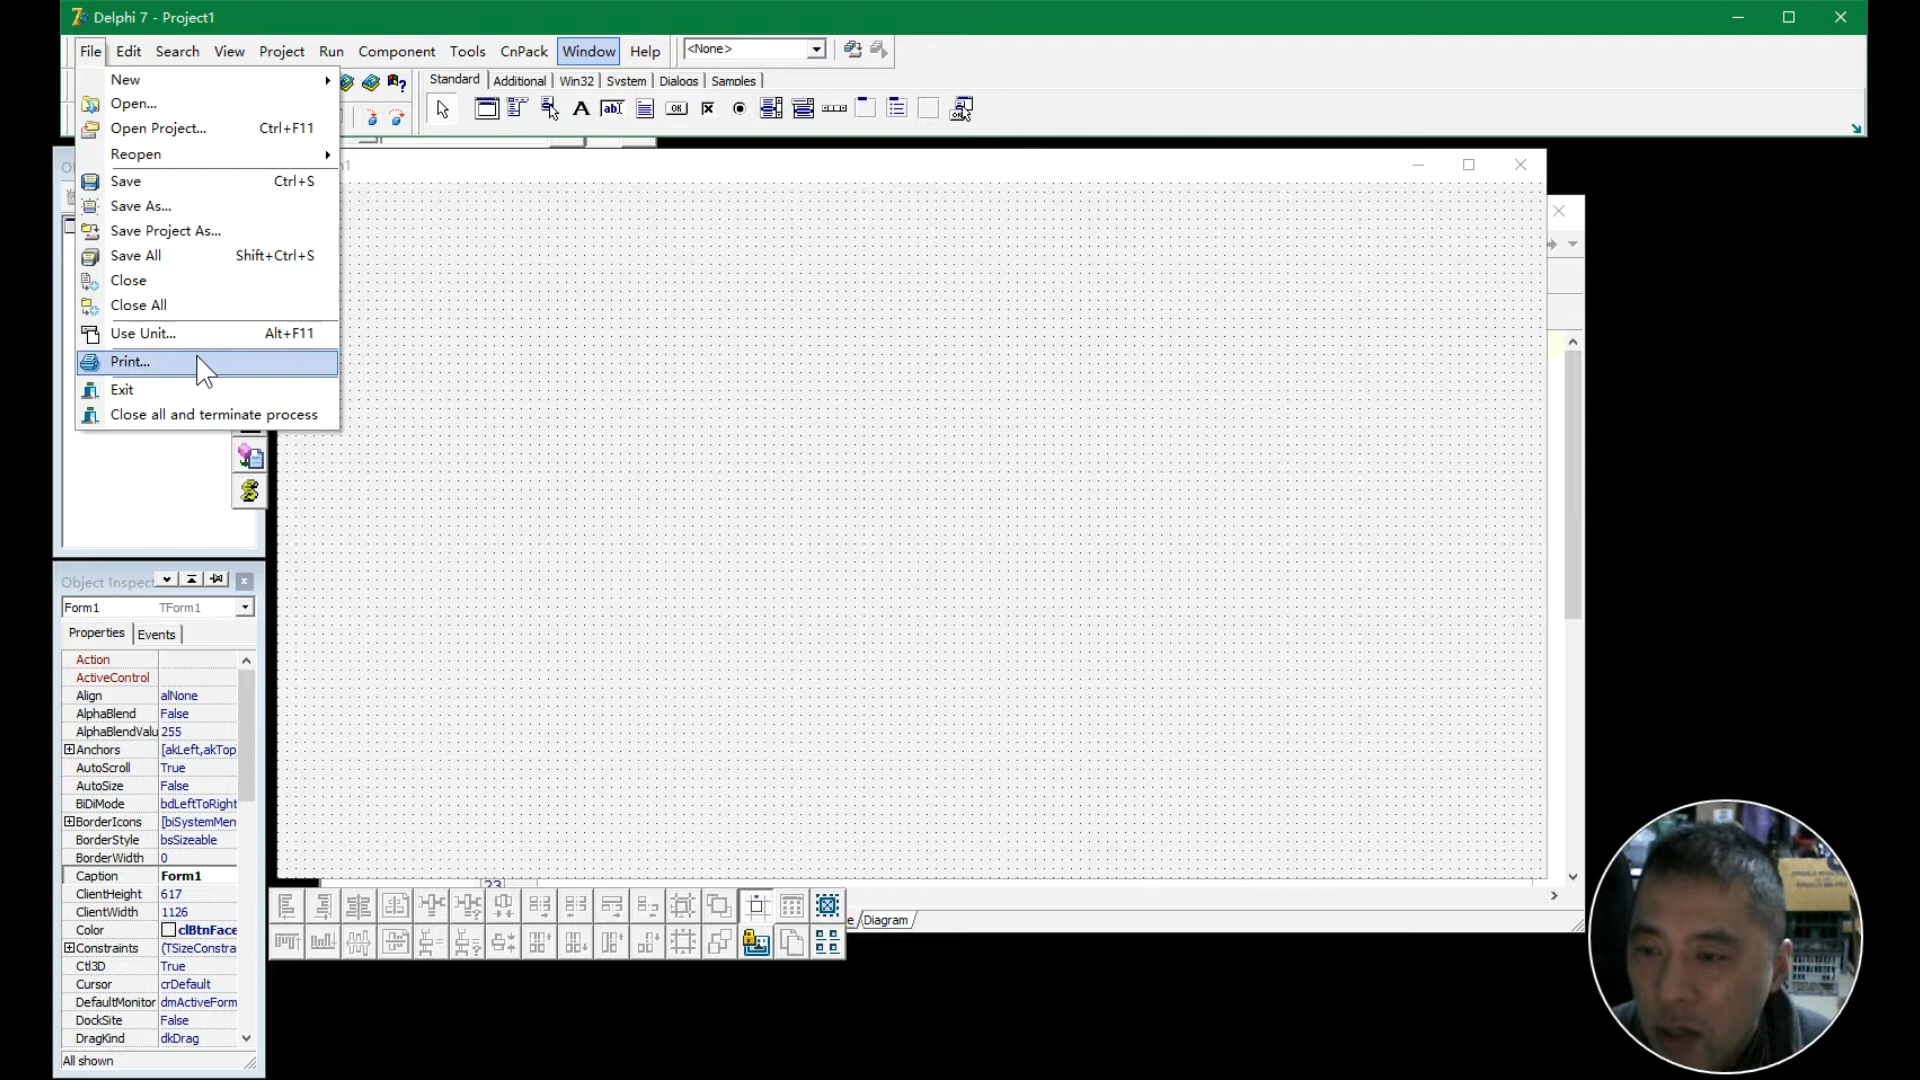 Delphi 7 - Project1
File Edit Search View Project Run Component Tools CnPack Window Help
<None>
Standard Additional Win32 System Dialogs Samples
New
Open...
Open Project... Ctrl+F11
Reopen
Save Ctrl+S
Save As...
Save Project As...
Save All Shift+Ctrl+S
Close
Close All
Use Unit... Alt+F11
Print...
Exit
Close all and terminate process
Object Inspect
Form1 TForm1
Properties Events
Action
ActiveControl
Align alNone
AlphaBlend False
AlphaBlendValu 255
Anchors [akLeft,akTop
AutoScroll True
AutoSize False
BiDiMode bdLeftToRight
BorderIcons [biSystemMen
BorderStyle bsSizeable
BorderWidth 0
Caption Form1
ClientHeight 617
ClientWidth 1126
Color clBtnFace
Constraints (TSizeConstra
Ctl3D True
Cursor crDefault
DefaultMonitor dmActiveForm
DockSite False
DragKind dkDrag
All shown
23
Diagram